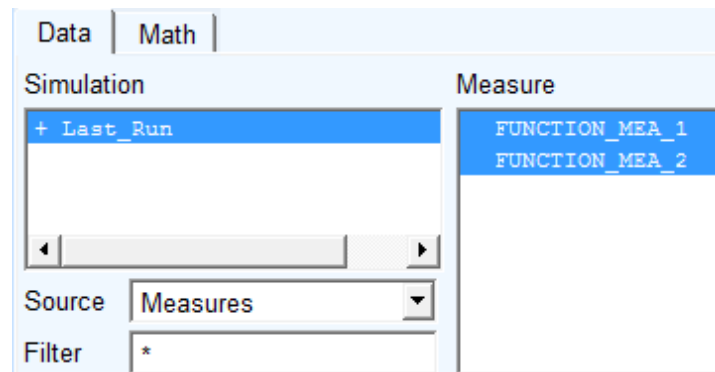 Data Math
Simulation
+ Last_Run
Source Measures
Filter *
Measure
FUNCTION_MEA_1
FUNCTION_MEA_2